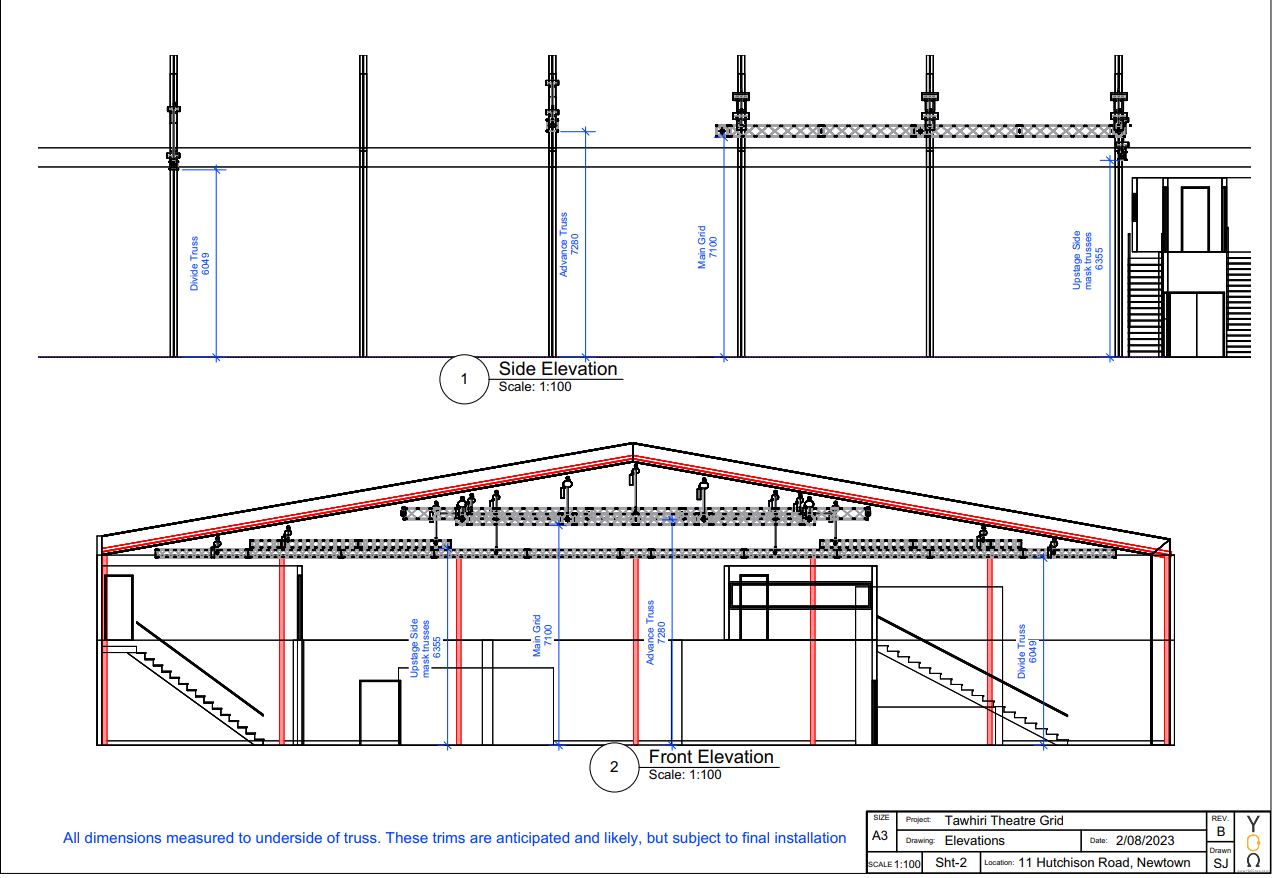 Divide Truss
6049
Advance Truss
7280
Main Grid
7100
Upstage Side
mask trusses
6355
1
Side Elevation
Scale: 1:100
Upstage Side
mask trusses
6355
Main Grid
7100
Advance Truss
7280
Divide Truss
6049
2
Front Elevation
Scale: 1:100
All dimensions measured to underside of truss. These trims are anticipated and likely, but subject to final installation
SIZE
A3
Project: Tawhiri Theatre Grid
REV.
B
Drawing: Elevations
Date: 2/08/2023
Drawn
SJ
SCALE 1:100
Sht-2
Location: 11 Hutchison Road, Newtown